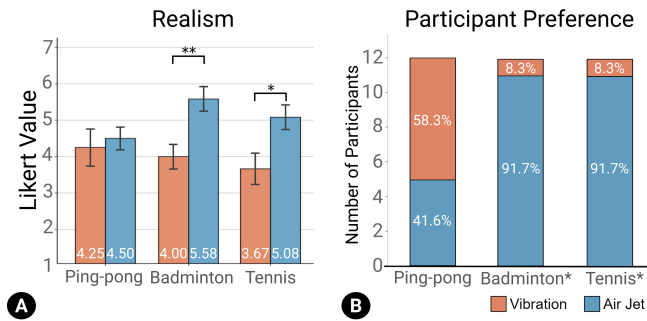 Realism
Likert Value
7
6
5
4
3
2
1
**
*
4.25 4.50 4.00 5.58 3.67 5.08
Ping-pong Badminton Tennis
A
Participant Preference
Number of Participants
12
10
8
6
4
2
0
8.3% 8.3%
58.3%
91.7% 91.7%
41.6%
Ping-pong Badminton* Tennis*
B
Vibration Air Jet